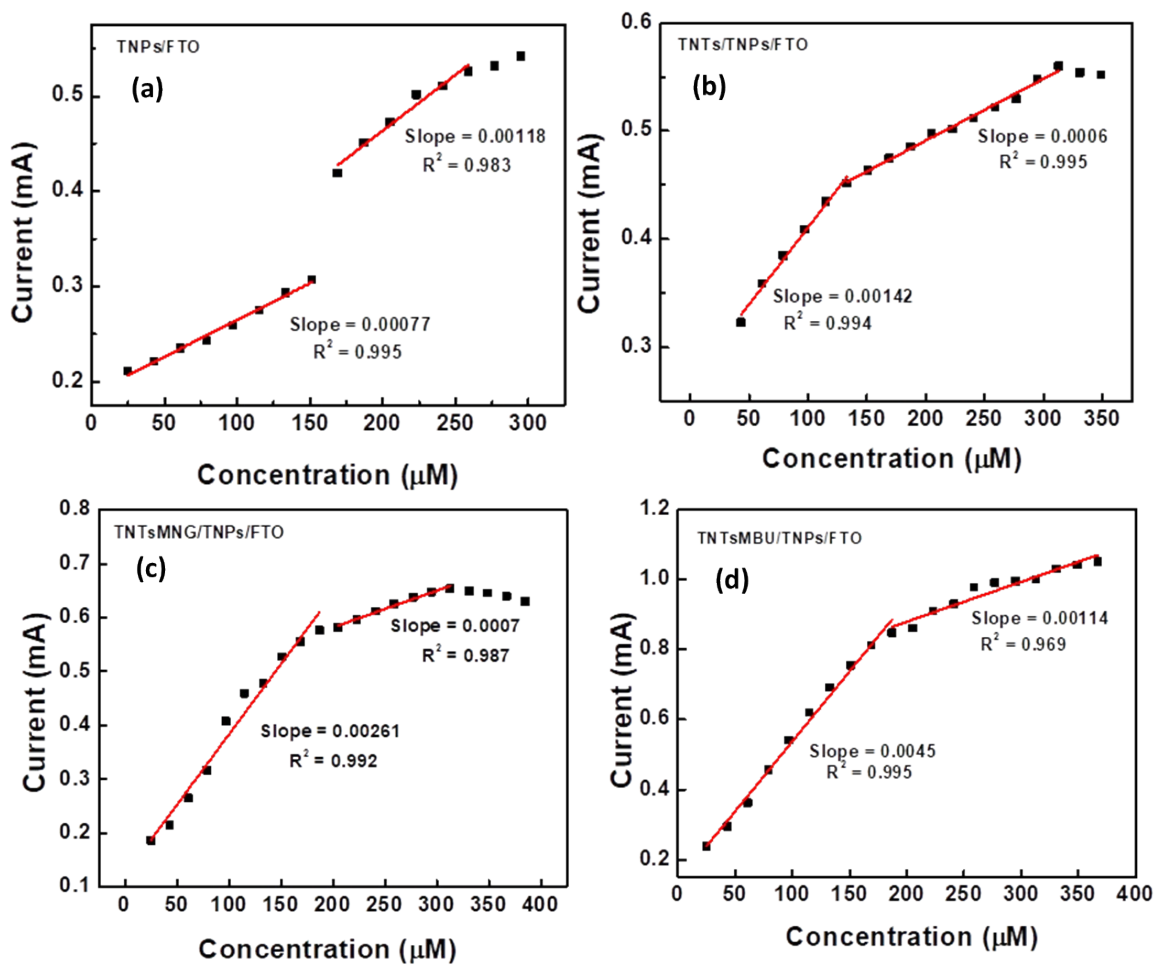 TNPs/FTO
(a)
0.5
0.4
0.3
0.2
Current (mA)
Slope = 0.00118
R² = 0.983
Slope = 0.00077
R² = 0.995
0 50 100 150 200 250 300
Concentration (μM)
TNTs/TNPs/FTO
(b)
0.6
0.5
0.4
0.3
Current (mA)
Slope = 0.0006
R² = 0.995
Slope = 0.00142
R² = 0.994
0 50 100 150 200 250 300 350
Concentration (μM)
TNTsMNG/TNPs/FTO
(c)
0.8
0.7
0.6
0.5
0.4
0.3
0.2
0.1
Current (mA)
Slope = 0.0007
R² = 0.987
Slope = 0.00261
R² = 0.992
0 50 100 150 200 250 300 350 400
Concentration (μM)
TNTsMBU/TNPs/FTO
(d)
1.2
1.0
0.8
0.6
0.4
0.2
Current (mA)
Slope = 0.00114
R² = 0.969
Slope = 0.0045
R² = 0.995
0 50 100 150 200 250 300 350 400
Concentration (μM)